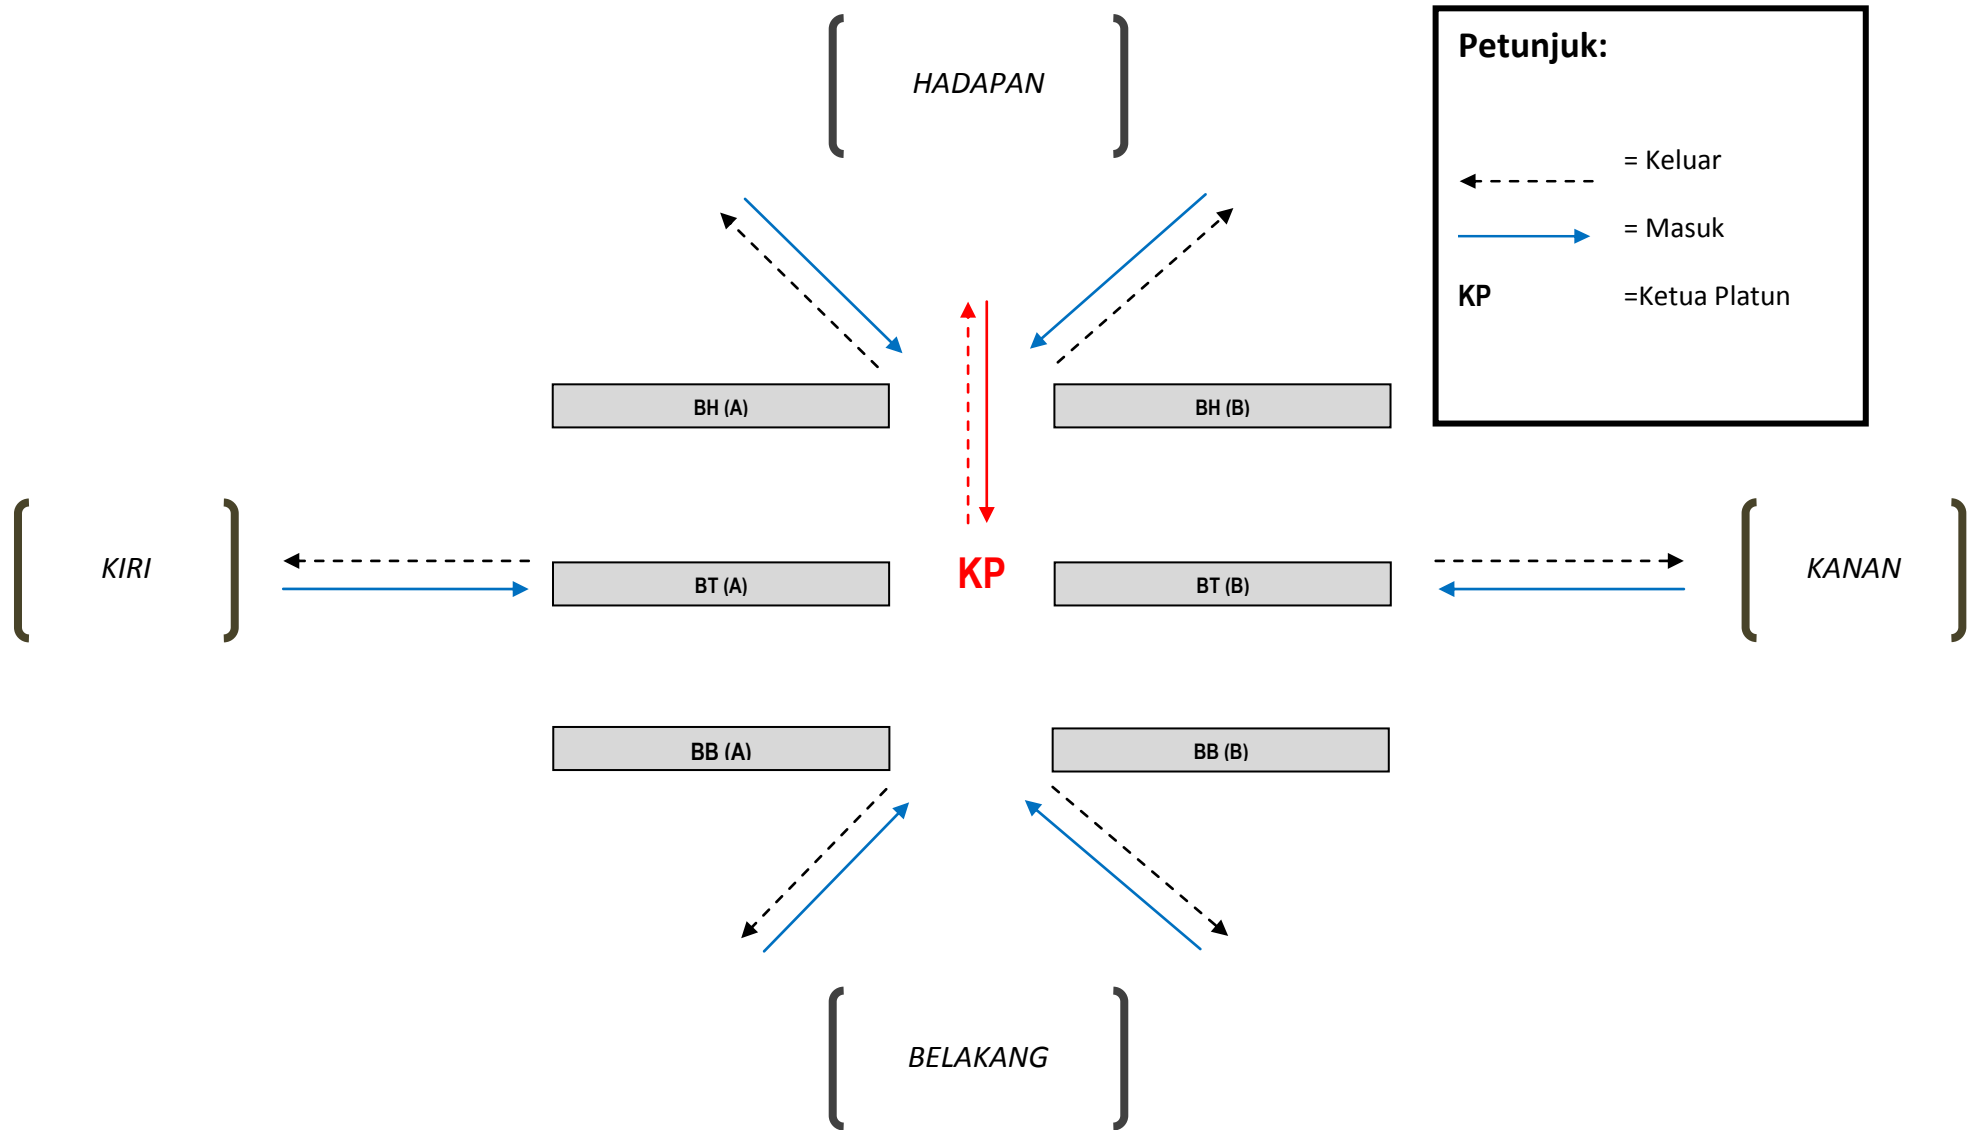 HADAPAN
Petunjuk:
= Keluar
= Masuk
KP =Ketua Platun
BH (A)
BH (B)
KIRI
BT (A)
KP
BT (B)
KANAN
BB (A)
BB (B)
BELAKANG